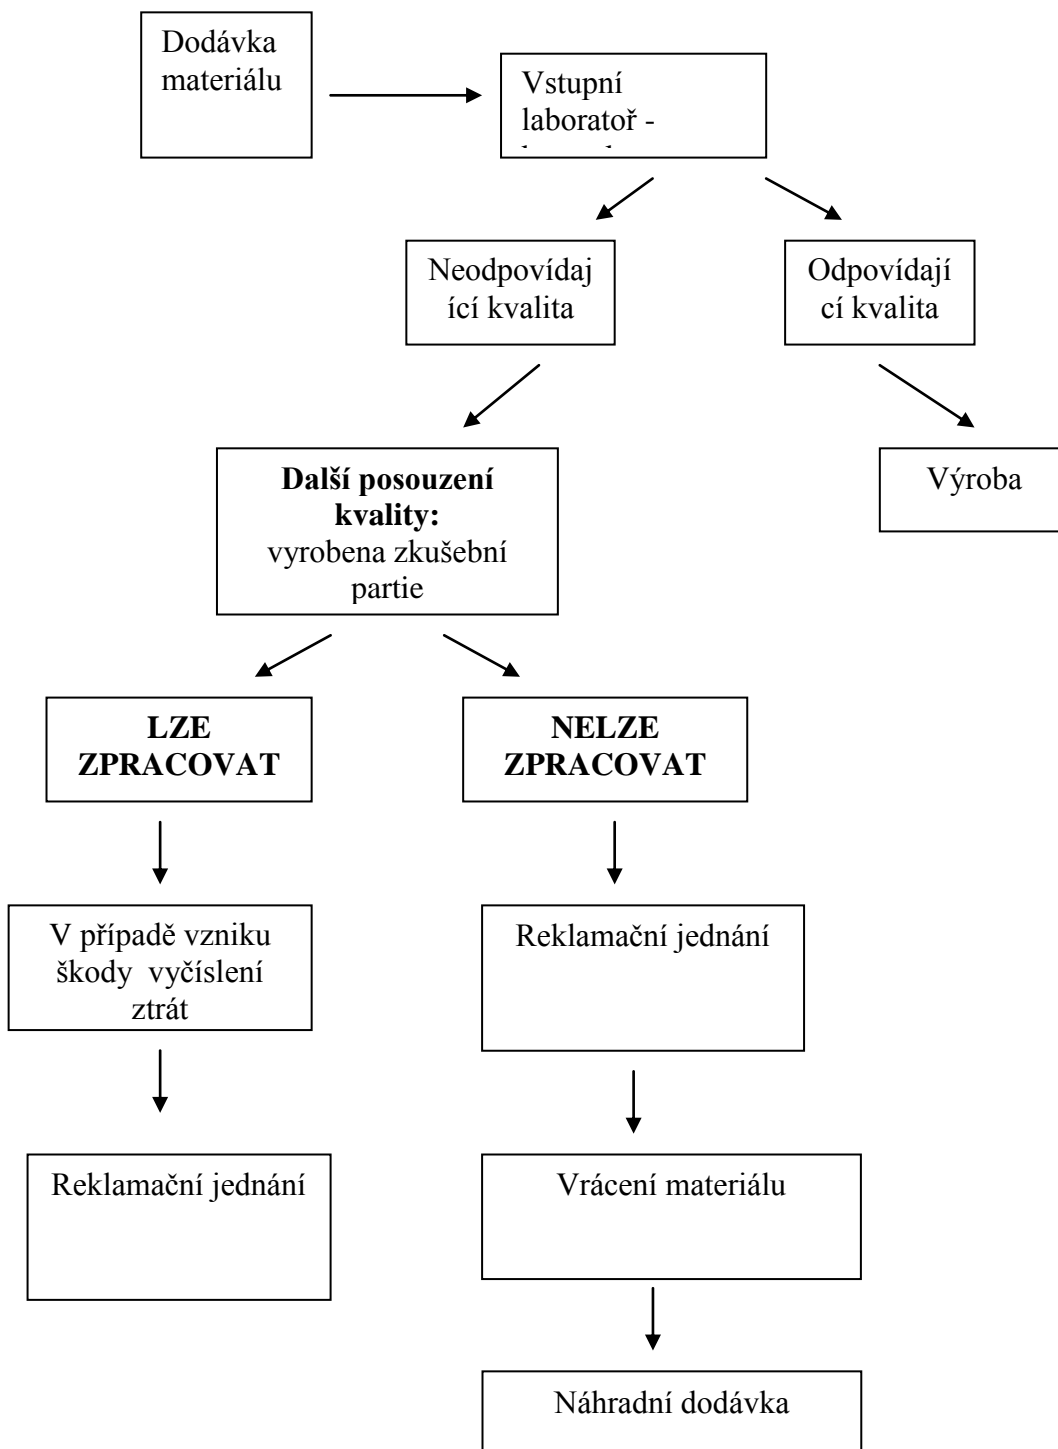 Dodávka
materiálu
Vstupní
laboratoř -
Neodpovídaj
ící kvalita
Odpovídají
cí kvalita
Další posouzení
kvality:
vyrobena zkušební
partie
Výroba
LZE
ZPRACOVAT
NELZE
ZPRACOVAT
V případě vzniku
škody  vyčíslení
ztrát
Reklamační jednání
Reklamační jednání
Vrácení materiálu
Náhradní dodávka